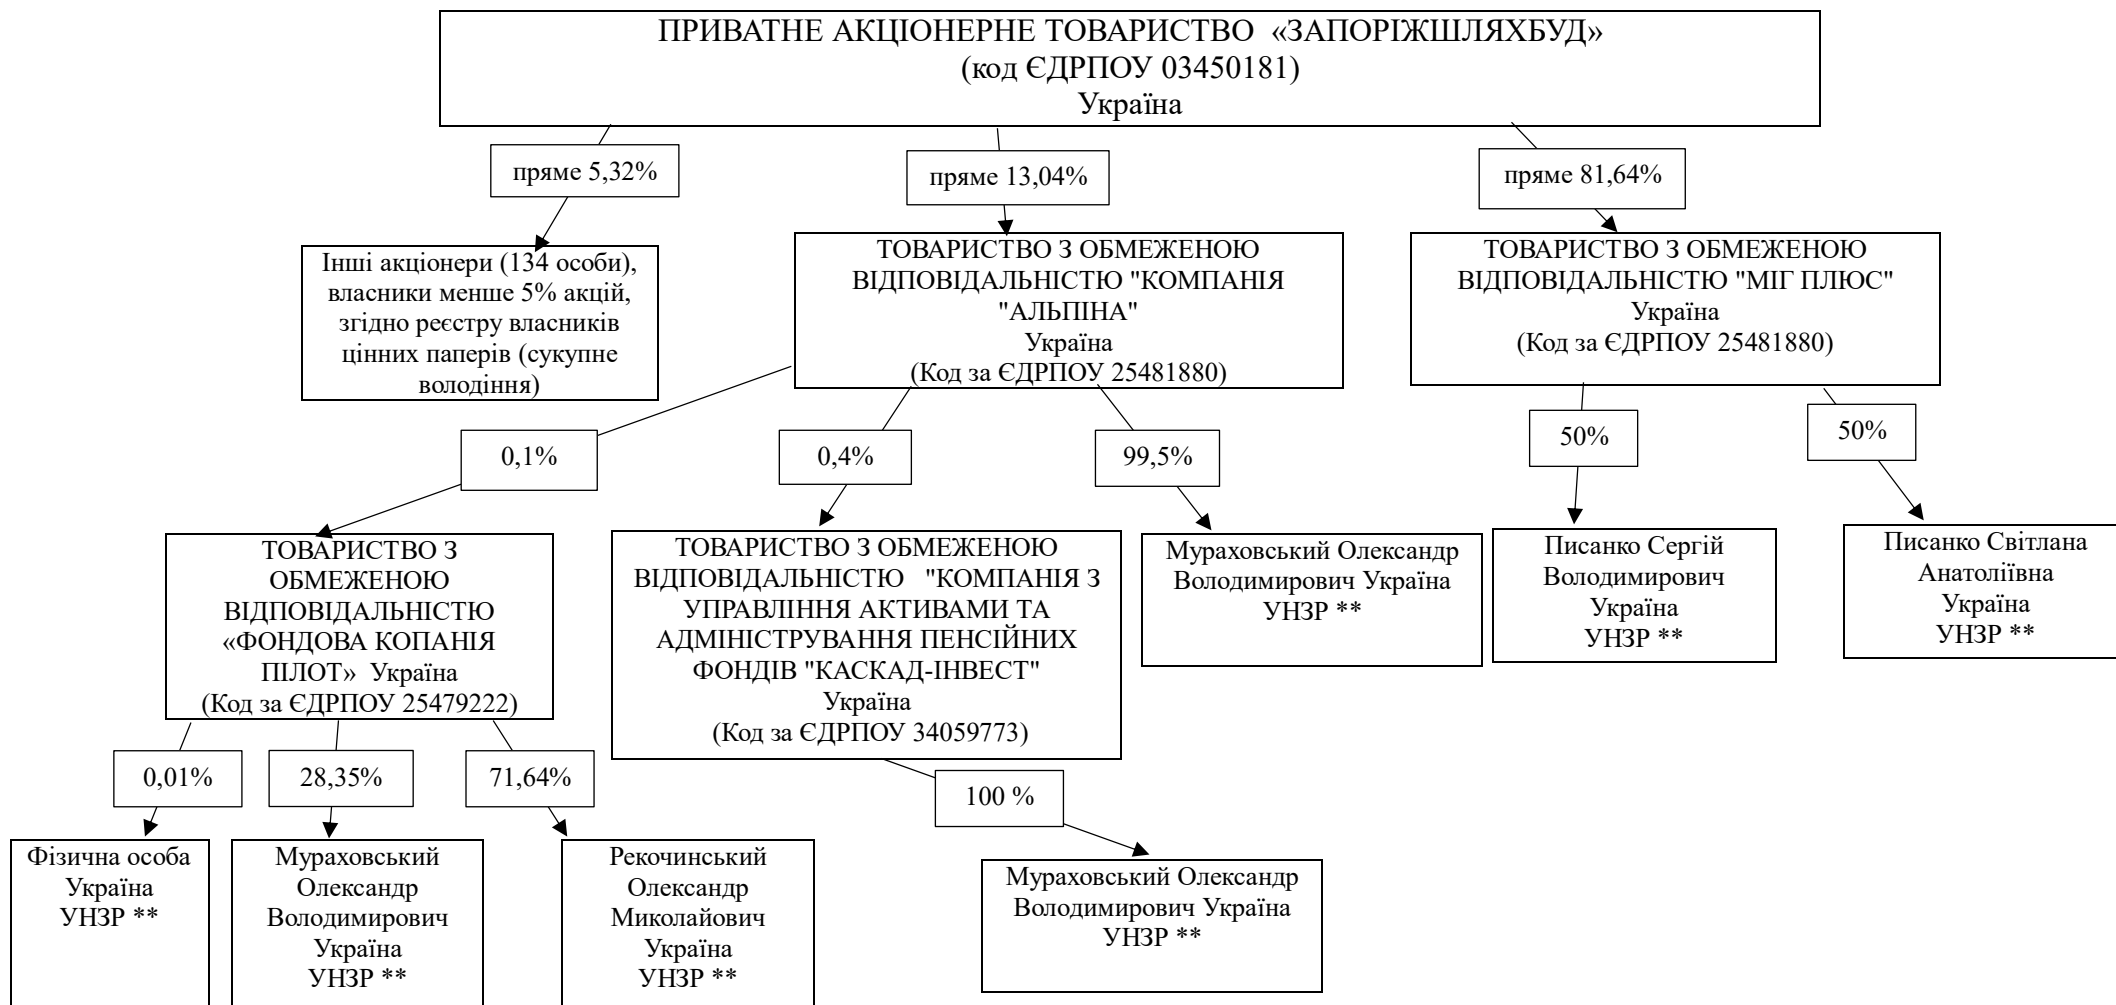 ПРИВАТНЕ АКЦІОНЕРНЕ ТОВАРИСТВО «ЗАПОРІЖШЛЯХБУД»
(код ЄДРПОУ 03450181)
Україна
пряме 5,32%
пряме 13,04%
пряме 81,64%
Інші акціонери (134 особи),
власники менше 5% акцій,
згідно реєстру власників
цінних паперів (сукупне
володіння)
ТОВАРИСТВО З ОБМЕЖЕНОЮ
ВІДПОВІДАЛЬНІСТЮ "КОМПАНІЯ
"АЛЬПІНА"
Україна
(Код за ЄДРПОУ 25481880)
ТОВАРИСТВО З ОБМЕЖЕНОЮ
ВІДПОВІДАЛЬНІСТЮ "МІГ ПЛЮС"
Україна
(Код за ЄДРПОУ 25481880)
0,1%
0,4%
99,5%
50%
50%
ТОВАРИСТВО З
ОБМЕЖЕНОЮ
ВІДПОВІДАЛЬНІСТЮ
«ФОНДОВА КОПАНІЯ
ПІЛОТ» Україна
(Код за ЄДРПОУ 25479222)
ТОВАРИСТВО З ОБМЕЖЕНОЮ
ВІДПОВІДАЛЬНІСТЮ "КОМПАНІЯ З
УПРАВЛІННЯ АКТИВАМИ ТА
АДМІНІСТРУВАННЯ ПЕНСІЙНИХ
ФОНДІВ "КАСКАД-ІНВЕСТ"
Україна
(Код за ЄДРПОУ 34059773)
Мураховський Олександр
Володимирович Україна
УНЗР **
Писанко Сергій
Володимирович
Україна
УНЗР **
Писанко Світлана
Анатоліївна
Україна
УНЗР **
0,01%
28,35%
71,64%
100 %
Фізична особа
Україна
УНЗР **
Мураховський
Олександр
Володимирович
Україна
УНЗР **
Рекочинський
Олександр
Миколайович
Україна
УНЗР **
Мураховський Олександр
Володимирович Україна
УНЗР **